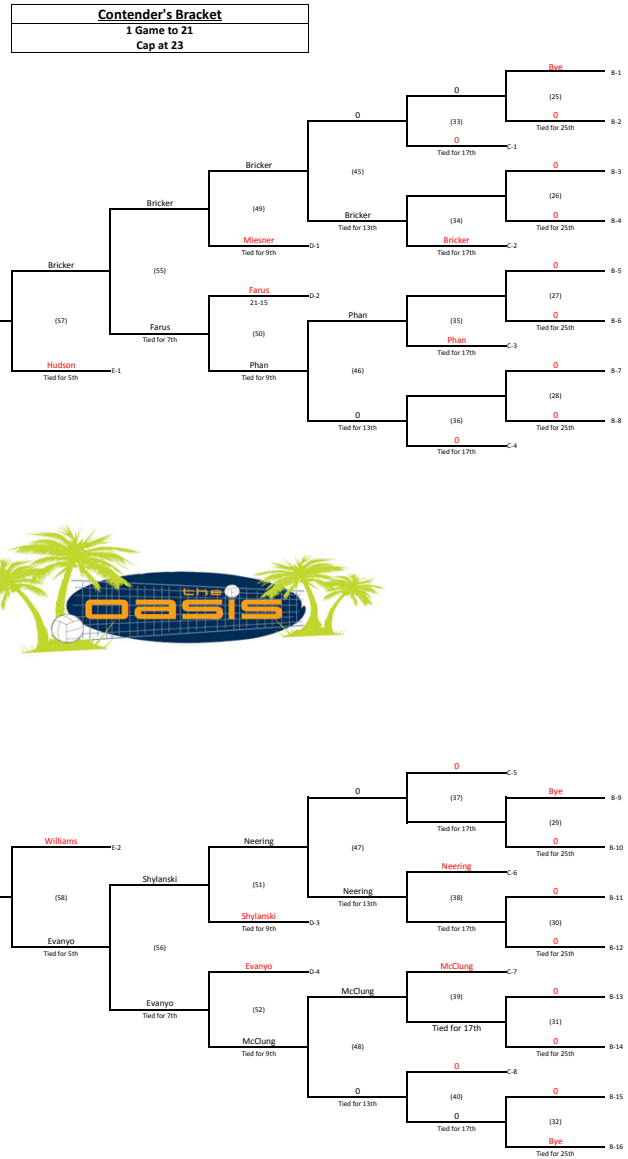 Contender's Bracket
1 Game to 21
Cap at 23
Bye
B-1
0
(25)
0
0
B-2
(33)
Tied for 25th
0
C-1
Tied for 17th
Bricker
0
B-3
(45)
Bricker
(26)
(49)
Bricker
0
B-4
Tied for 13th
(34)
Tied for 25th
Miesner
D-1
Bricker
C-2
Tied for 9th
Tied for 17th
Bricker
(55)
0
B-5
Farus
D-2
21-15
(27)
Phan
(57)
Farus
(35)
0
B-6
Tied for 7th
(50)
Tied for 25th
Phan
C-3
Tied for 17th
Hudson
E-1
Phan
(46)
0
B-7
Tied for 5th
Tied for 9th
(28)
0
(36)
0
B-8
Tied for 13th
Tied for 25th
0
C-4
Tied for 17th
the
oasis
0
C-5
Bye
B-9
0
(37)
(29)
Tied for 17th
Williams
E-2
Neering
(47)
0
B-10
Tied for 25th
Neering
C-6
Shylanski
(51)
(58)
Neering
(38)
0
B-11
Tied for 13th
Shylanski
D-3
Tied for 17th
(30)
Tied for 9th
Evanyo
(56)
0
B-12
Tied for 5th
Tied for 25th
Evanyo
D-4
McClung
C-7
McClung
(39)
0
B-13
Evanyo
(52)
Tied for 7th
Tied for 17th
(31)
McClung
(48)
0
B-14
Tied for 9th
Tied for 25th
0
C-8
0
(40)
0
B-15
Tied for 13th
0
Tied for 17th
(32)
Bye
B-16
Tied for 25th